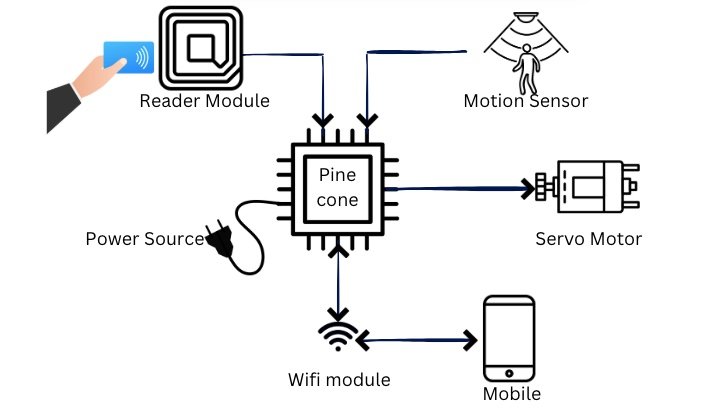 Reader Module
Motion Sensor
Pine
cone
Power Source
Servo Motor
Wifi module
Mobile